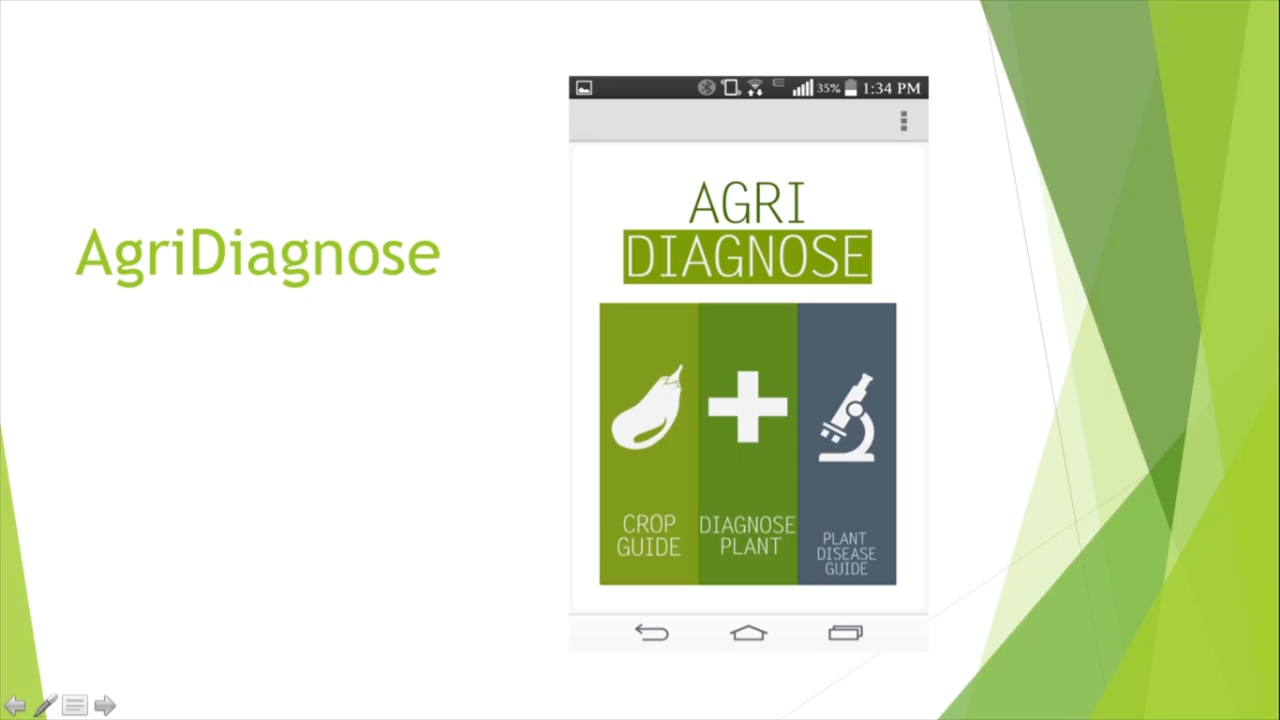 AgriDiagnose
35% 1:34 PM
AGRI
DIAGNOSE
CROP
GUIDE
DIAGNOSE
PLANT
PLANT
DISEASE
GUIDE